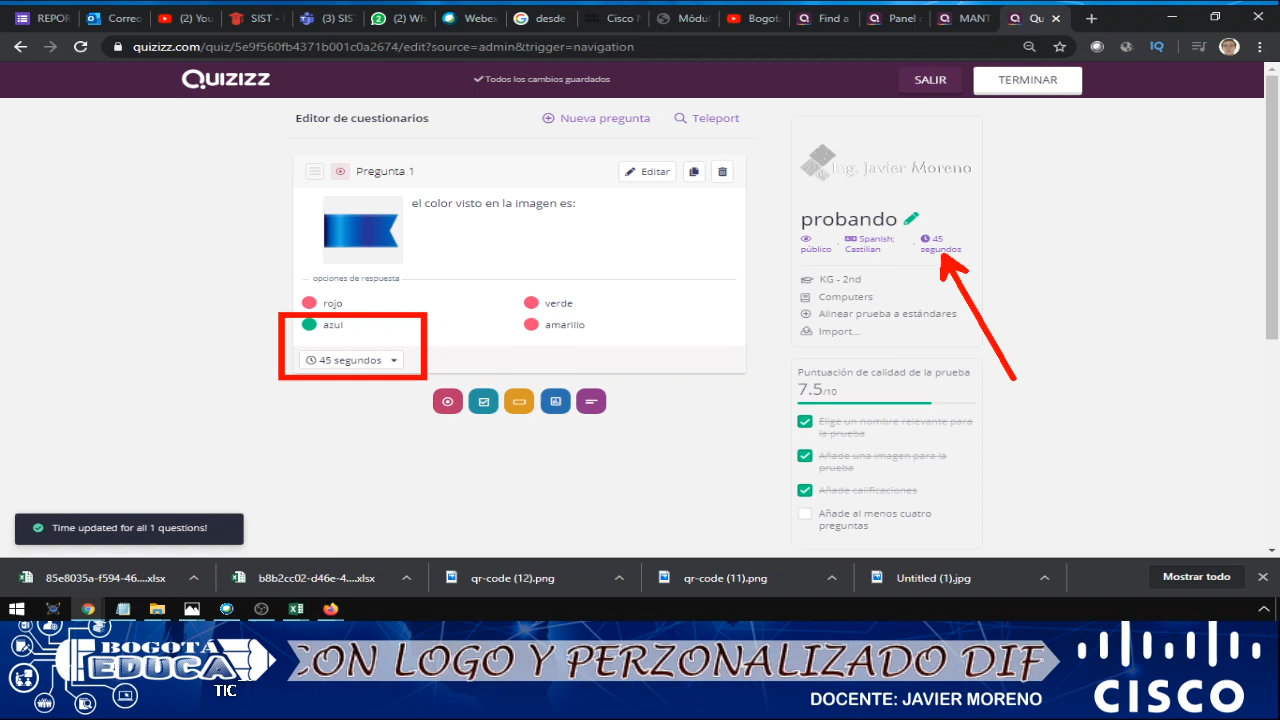 REPOR
Correo
(2) You
SIST -
(3) SIS
(2) Wh
Webex
desde
Cisco N
Módul
Bogota
Find a
Panel
MANT
Qu
quizizz.com/quiz/5e9f560fb4371b001c0a2674/edit?source=admin&trigger=navigation
IQ
QUIZIZZ
Todos los cambios guardados
SALIR
TERMINAR
Editor de cuestionarios
Nueva pregunta
Teleport
Pregunta 1
Editar
el color visto en la imagen es:
opciones de respuesta
rojo
verde
azul
amarillo
45 segundos
Ing. Javier Moreno
probando
público
Spanish; Castilian
45 segundos
KG - 2nd
Computers
Alinear prueba a estándares
Import...
Puntuación de calidad de la prueba
7.5/10
Elige un nombre relevante para
la prueba
Añade una imagen para la
prueba
Añade calificaciones
Añade al menos cuatro
preguntas
Time updated for all 1 questions!
85e8035a-f594-46....xlsx
b8b2cc02-d46e-4....xlsx
qr-code (12).png
qr-code (11).png
Untitled (1).jpg
Mostrar todo
BOGOTÁ
EDUCA
TIC
CON LOGO Y PERZONALIZADO DIF
DOCENTE: JAVIER MORENO
CISCO